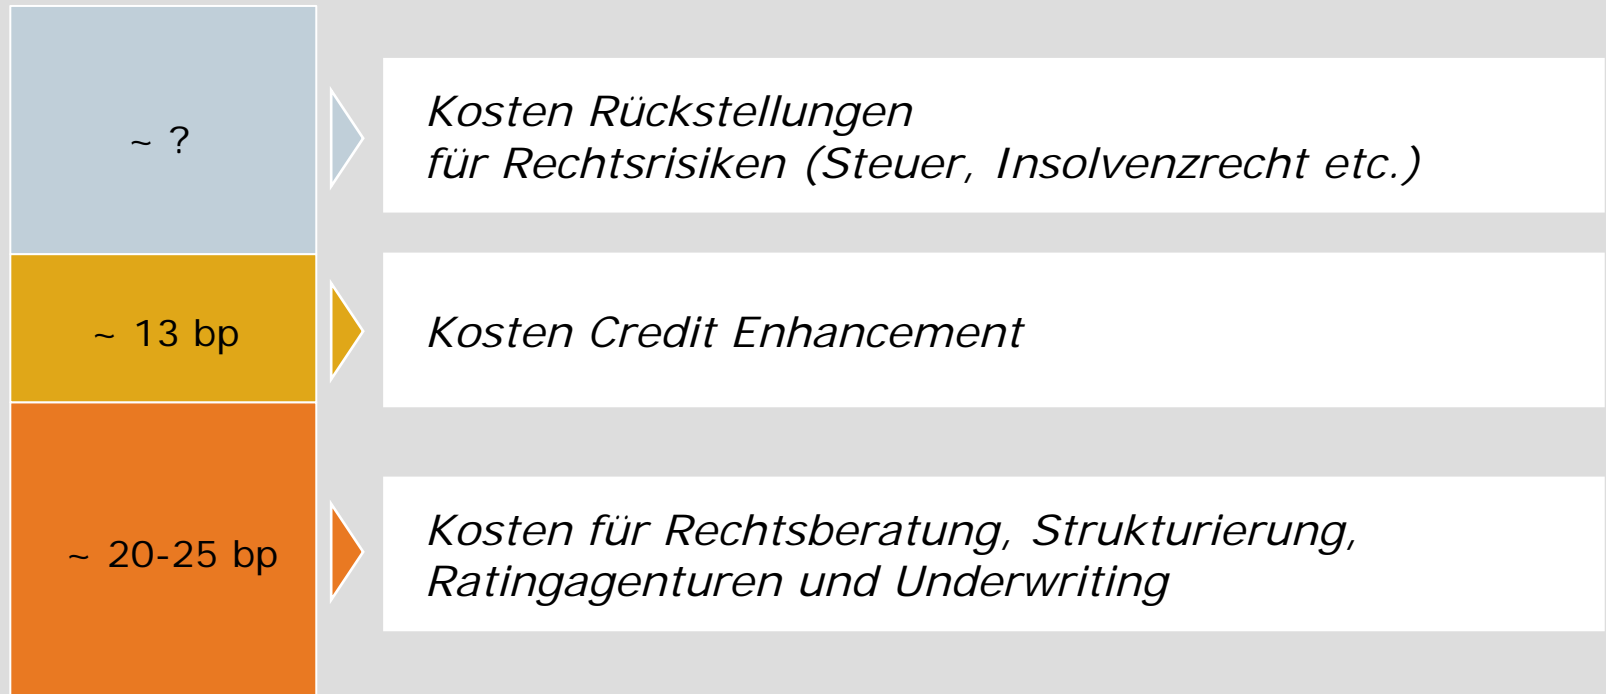 ~ ?
Kosten Rückstellungen
für Rechtsrisiken (Steuer, Insolvenzrecht etc.)
~ 13 bp
Kosten Credit Enhancement
~ 20-25 bp
Kosten für Rechtsberatung, Strukturierung,
Ratingagenturen und Underwriting